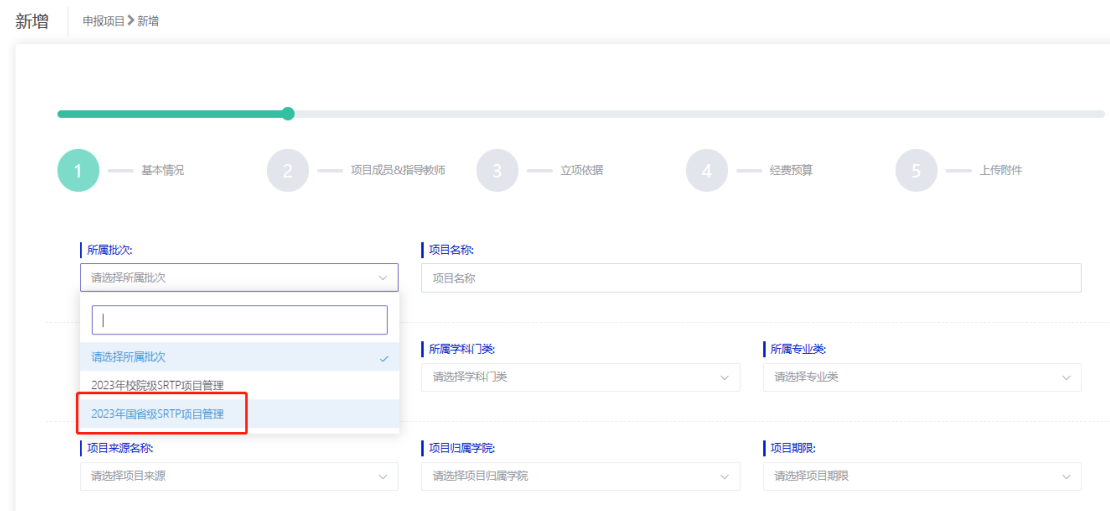 新增 申报项目 新增
1 基本情况 2 项目成员&指导教师 3 立项依据 4 经费预算 5 上传附件
所属批次: 项目名称:
请选择所属批次 项目名称
请选择所属批次
所属学科门类: 所属专业类:
2023年校院级SRTP项目管理 请选择学科门类 请选择专业类
2023年国省级SRTP项目管理
项目来源名称: 项目归属学院: 项目期限:
请选择项目来源 请选择项目归属学院 请选择项目期限